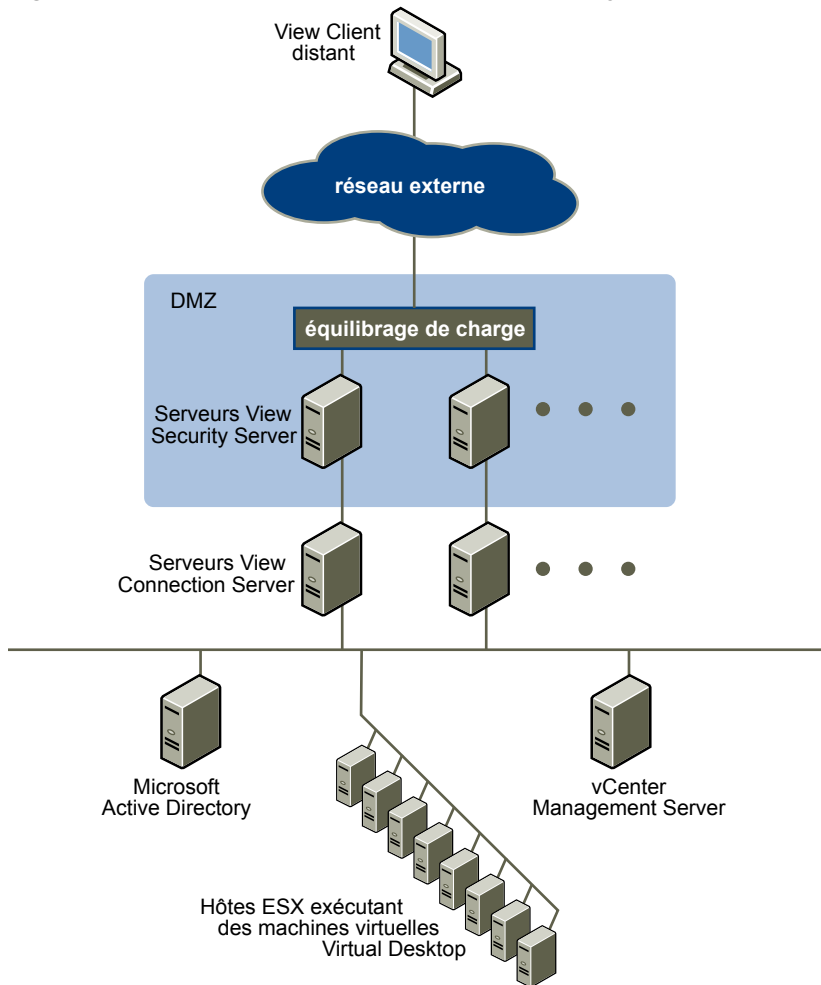 View Client
distant
réseau externe
DMZ
équilibrage de charge
Serveurs View
Security Server
Serveurs View
Connection Server
Microsoft
Active Directory
vCenter
Management Server
Hôtes ESX exécutant
des machines virtuelles
Virtual Desktop